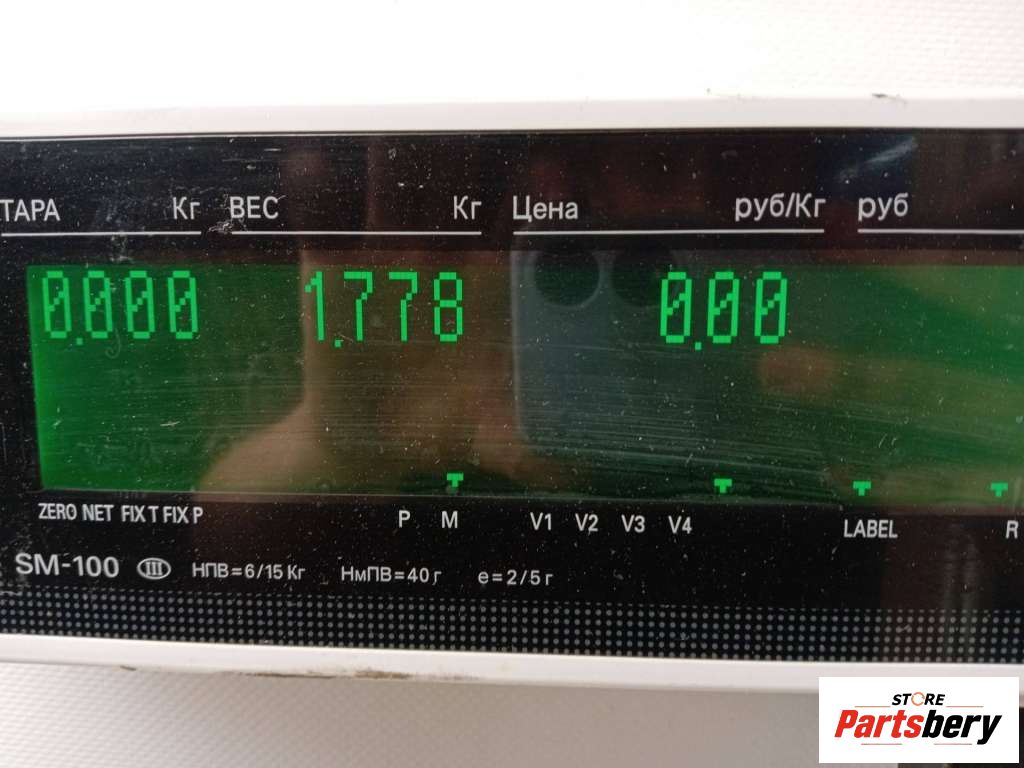 ТАРА Кг ВЕС Кг Цена руб/Кг руб
0.000 1.778 0.00
ZERO NET FIX T FIX P P M V1 V2 V3 V4 LABEL R
SM-100 III НПВ=6/15 Кг НмПВ=40 г e=2/5 г
STORE
Partsbery